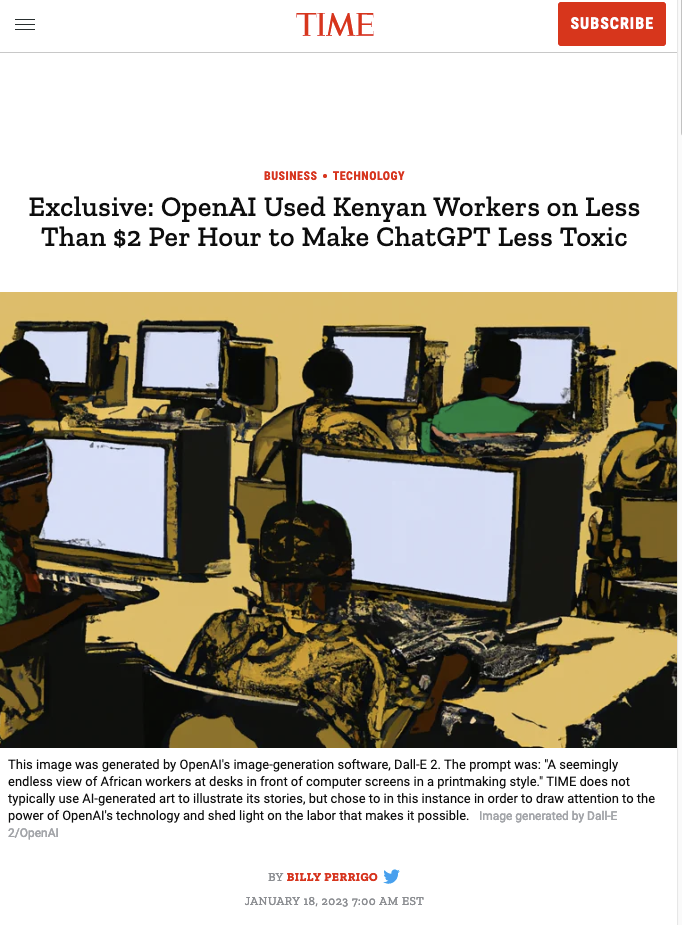 TIME
SUBSCRIBE
BUSINESS • TECHNOLOGY
Exclusive: OpenAI Used Kenyan Workers on Less
Than $2 Per Hour to Make ChatGPT Less Toxic
This image was generated by OpenAI's image-generation software, Dall-E 2. The prompt was: "A seemingly
endless view of African workers at desks in front of computer screens in a printmaking style." TIME does not
typically use AI-generated art to illustrate its stories, but chose to in this instance in order to draw attention to the
power of OpenAI's technology and shed light on the labor that makes it possible. Image generated by Dall-E
2/OpenAI
BY BILLY PERRIGO
JANUARY 18, 2023 7:00 AM EST